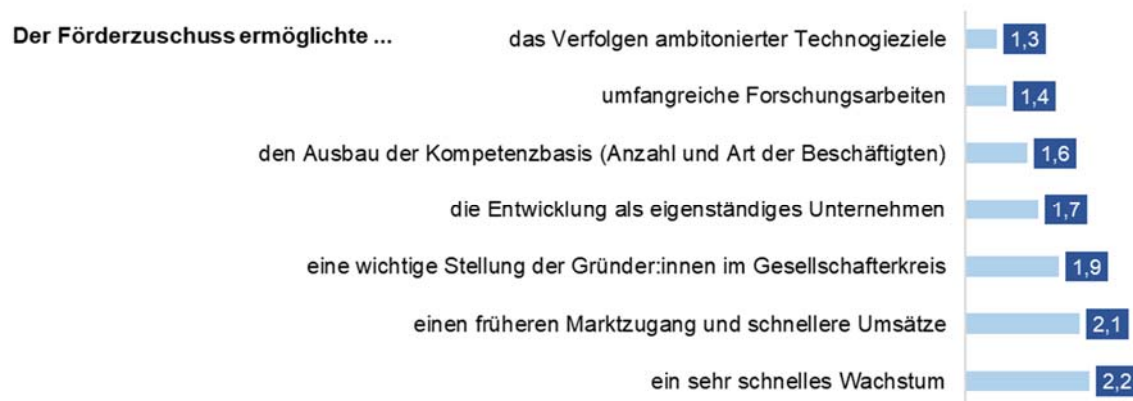 Der Förderzuschuss ermöglichte ...
das Verfolgen ambitonierter Technogieziele 1,3
umfangreiche Forschungsarbeiten 1,4
den Ausbau der Kompetenzbasis (Anzahl und Art der Beschäftigten) 1,6
die Entwicklung als eigenständiges Unternehmen 1,7
eine wichtige Stellung der Gründer:innen im Gesellschafterkreis 1,9
einen früheren Marktzugang und schnellere Umsätze 2,1
ein sehr schnelles Wachstum 2,2